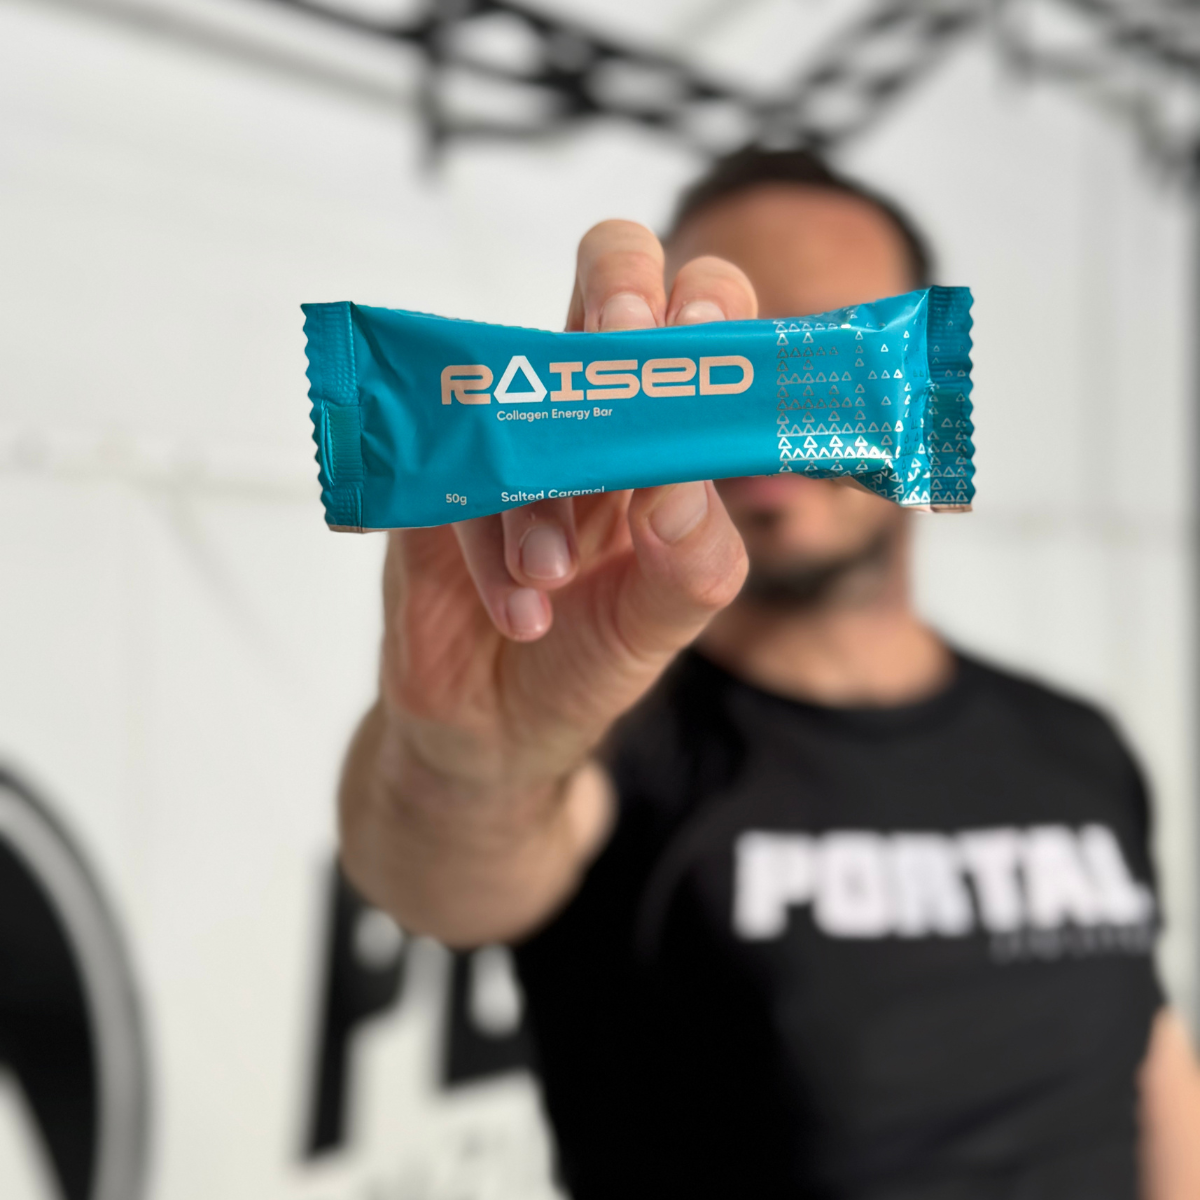 RAISED
Collagen Energy Bar
50g Salted Caramel
PORTAL